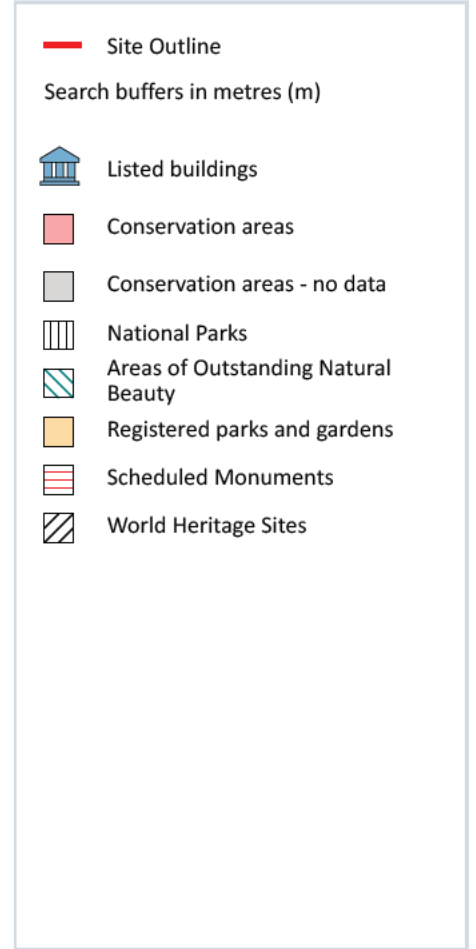 Site Outline
Search buffers in metres (m)
Listed buildings
Conservation areas
Conservation areas - no data
National Parks
Areas of Outstanding Natural
Beauty
Registered parks and gardens
Scheduled Monuments
World Heritage Sites